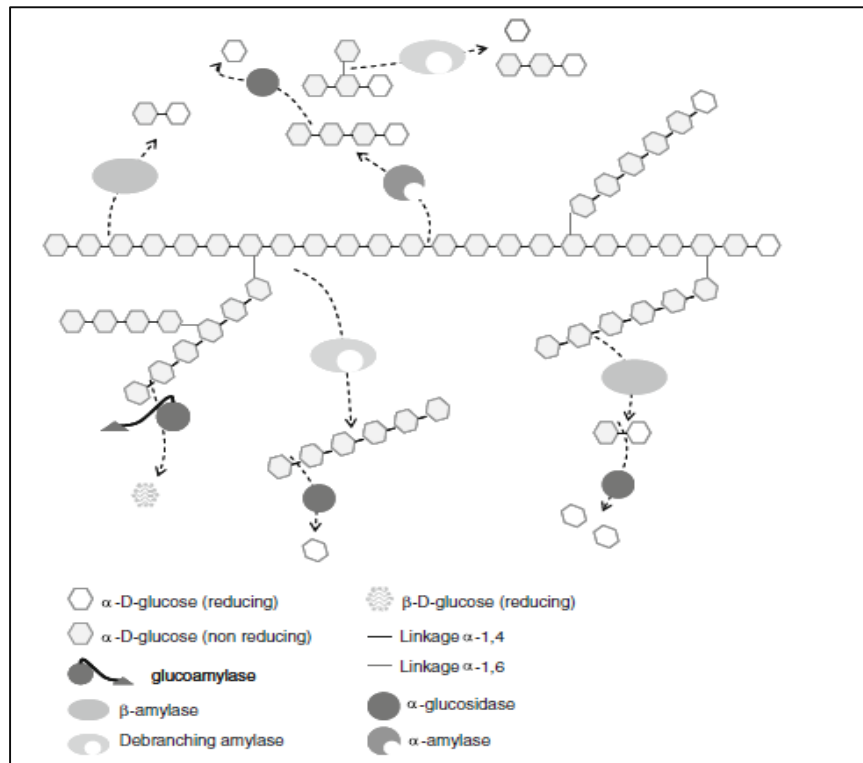 α-D-glucose (reducing)
α-D-glucose (non reducing)
glucoamylase
β-amylase
Debranching amylase
β-D-glucose (reducing)
Linkage α-1,4
Linkage α-1,6
α-glucosidase
α-amylase